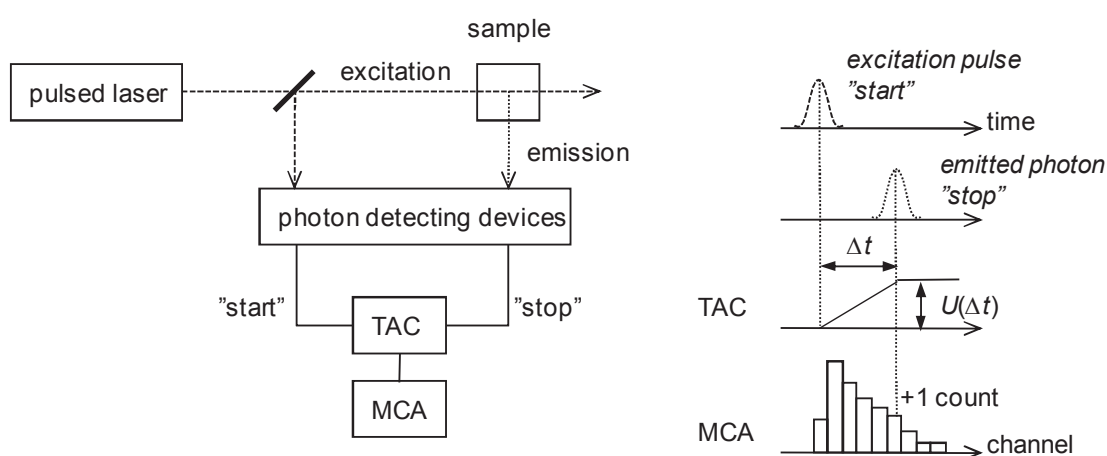 sample
pulsed laser
excitation
emission
photon detecting devices
”start”
”stop”
TAC
MCA
excitation pulse
”start”
time
emitted photon
”stop”
Δt
TAC
U(Δt)
+1 count
MCA
channel